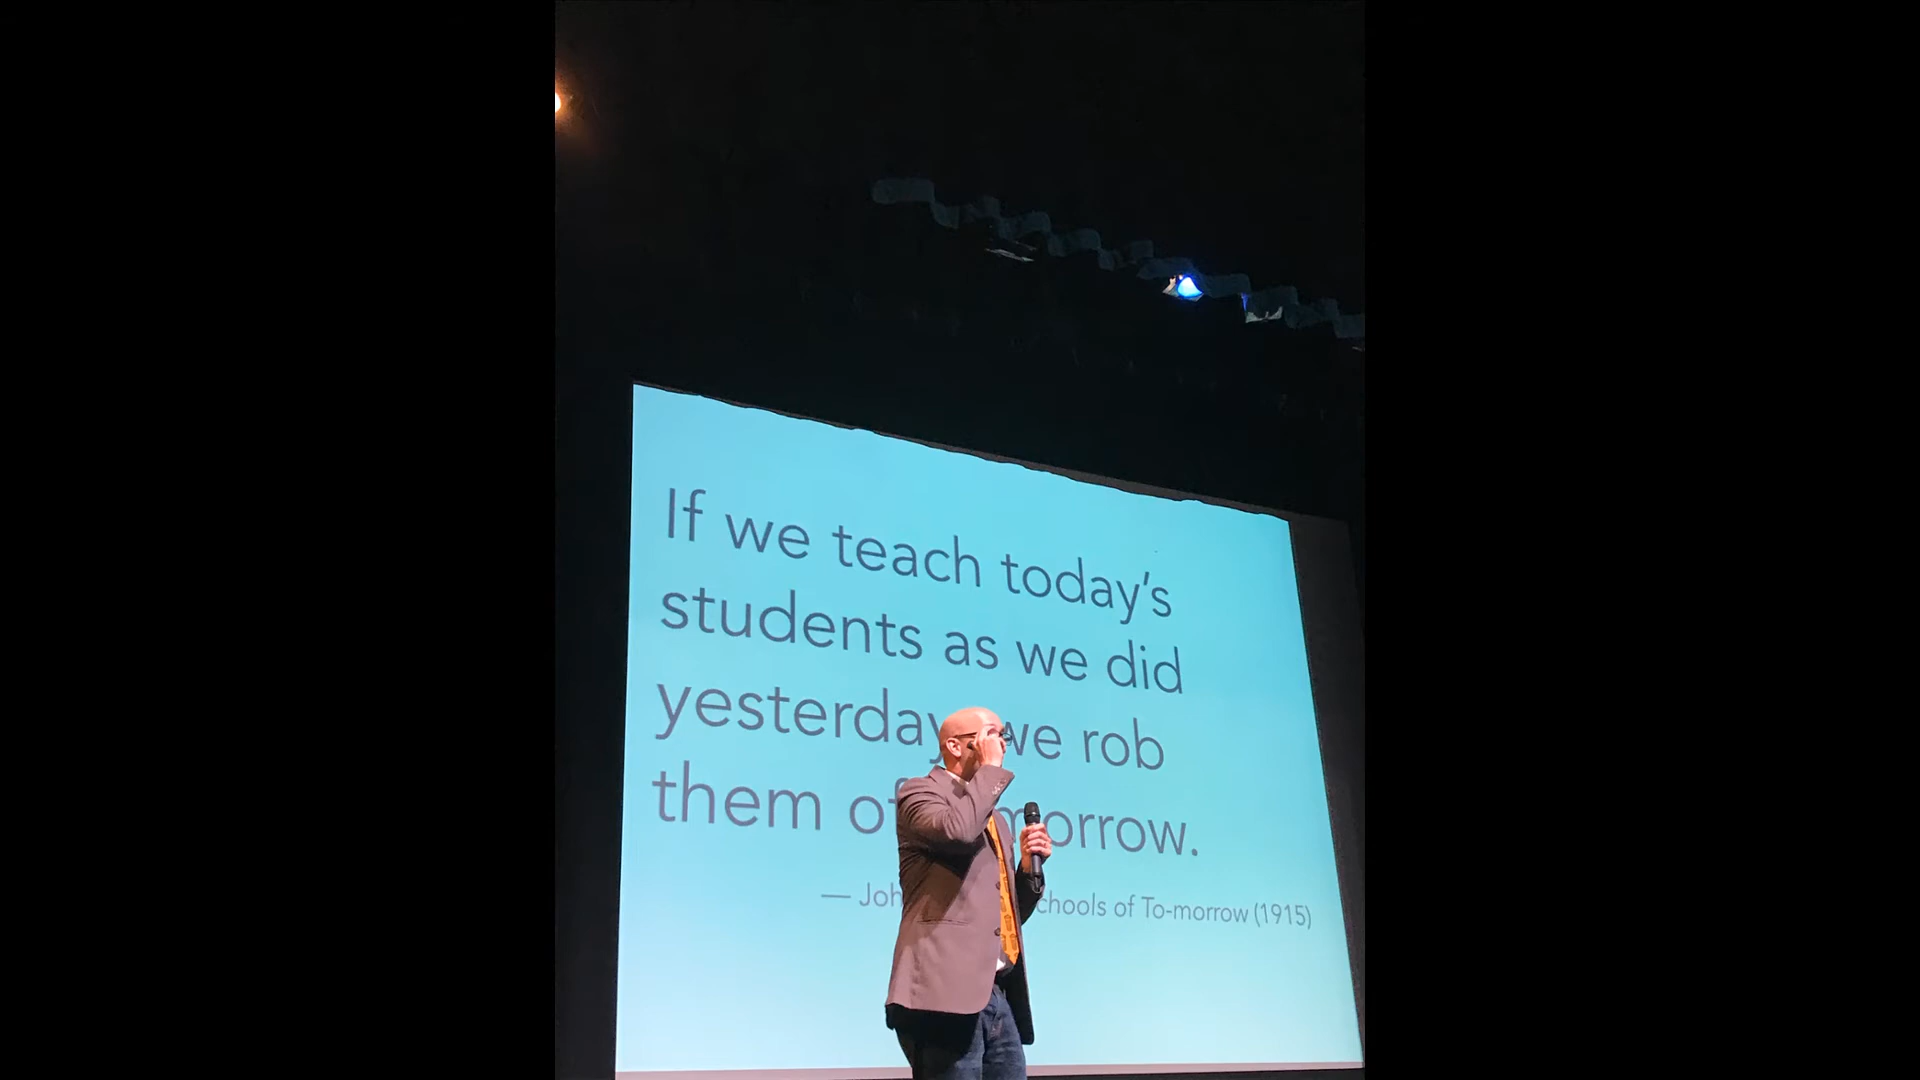 If we teach today's
students as we did
yesterday we rob
them of morrow.
— Joh chools of To-morrow (1915)